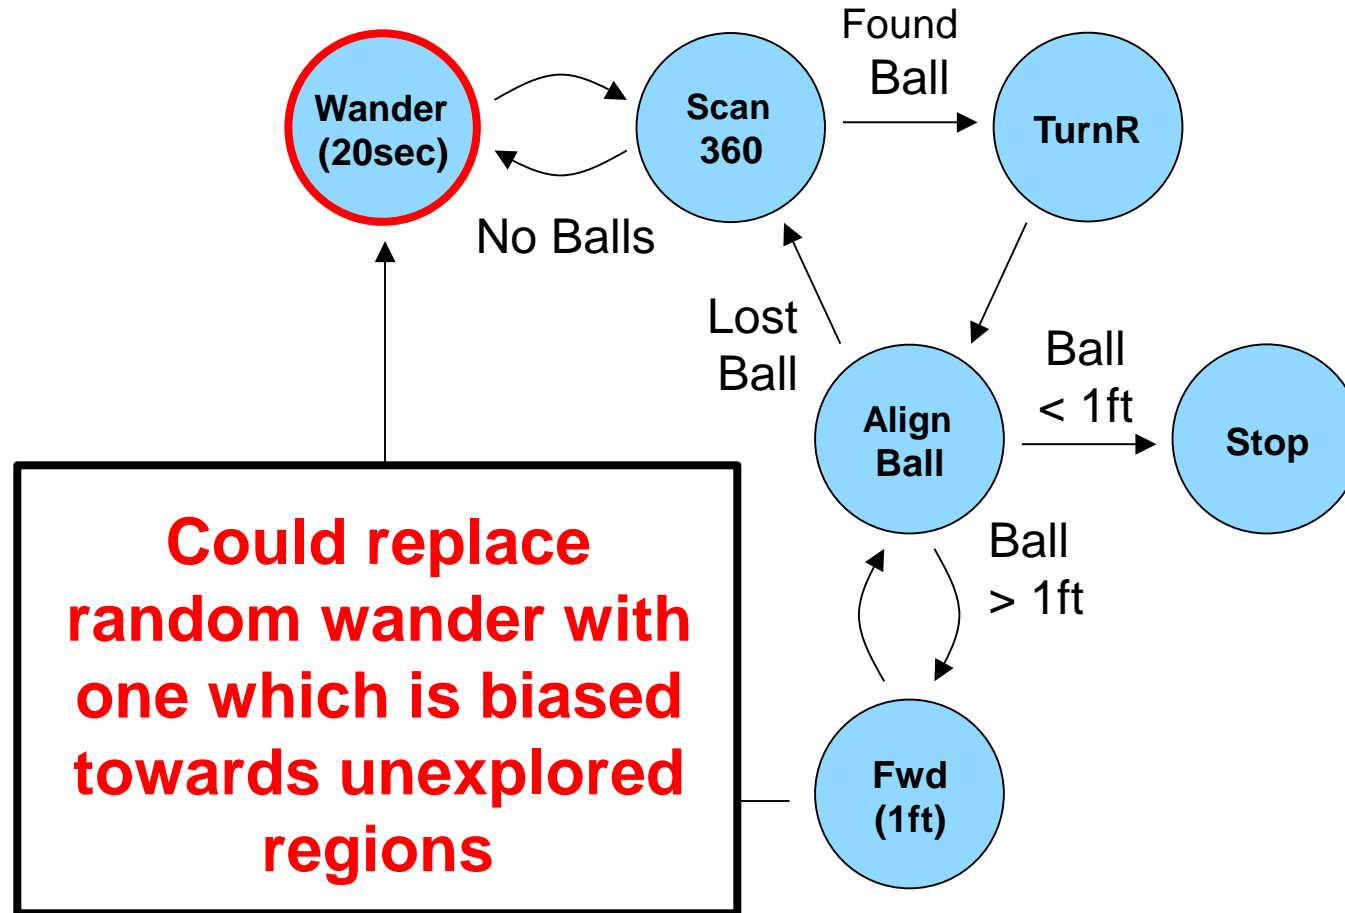 Found
Ball
Wander
(20sec)
Scan
360
TurnR
No Balls
Lost
Ball
Ball
< 1ft
Align
Ball
Stop
Could replace
random wander with
one which is biased
towards unexplored
regions
Ball
> 1ft
Fwd
(1ft)